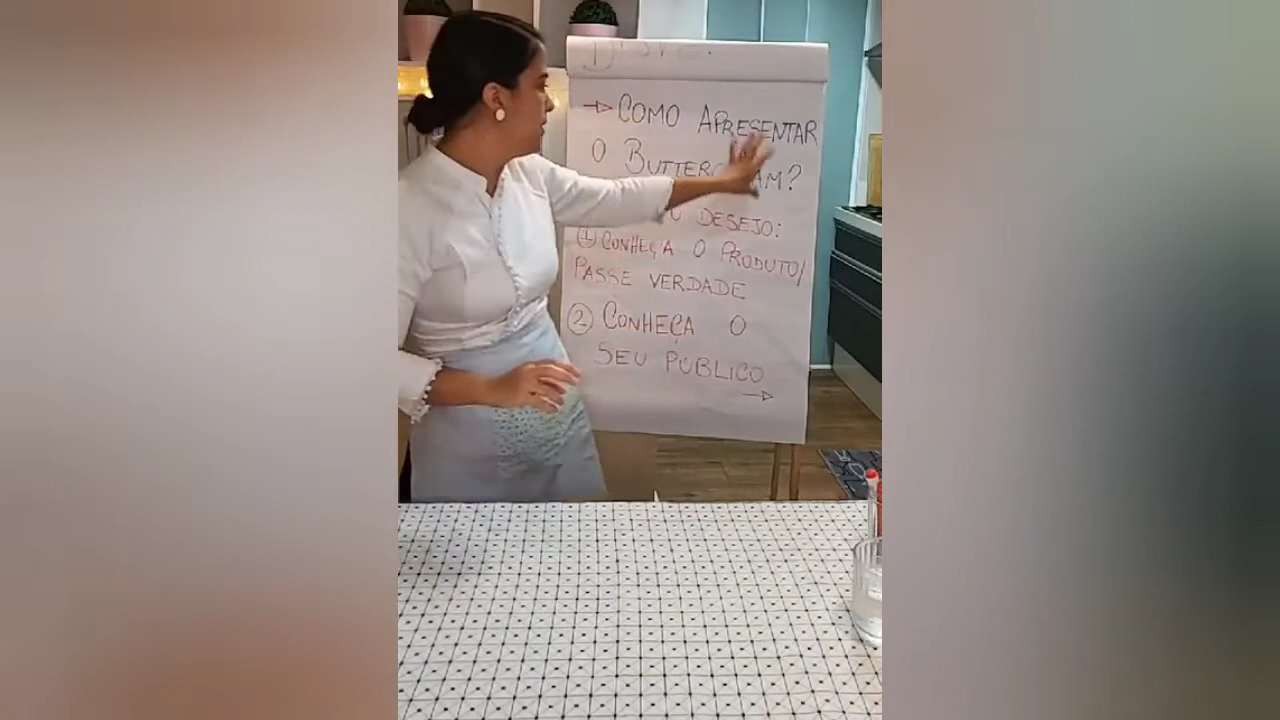 → COMO APRESENTAR
O BUTTERC AM?
O DESEJO:
① CONHEÇA O PRODUTO/
PASSE VERDADE
② CONHEÇA O
SEU PÚBLICO
→